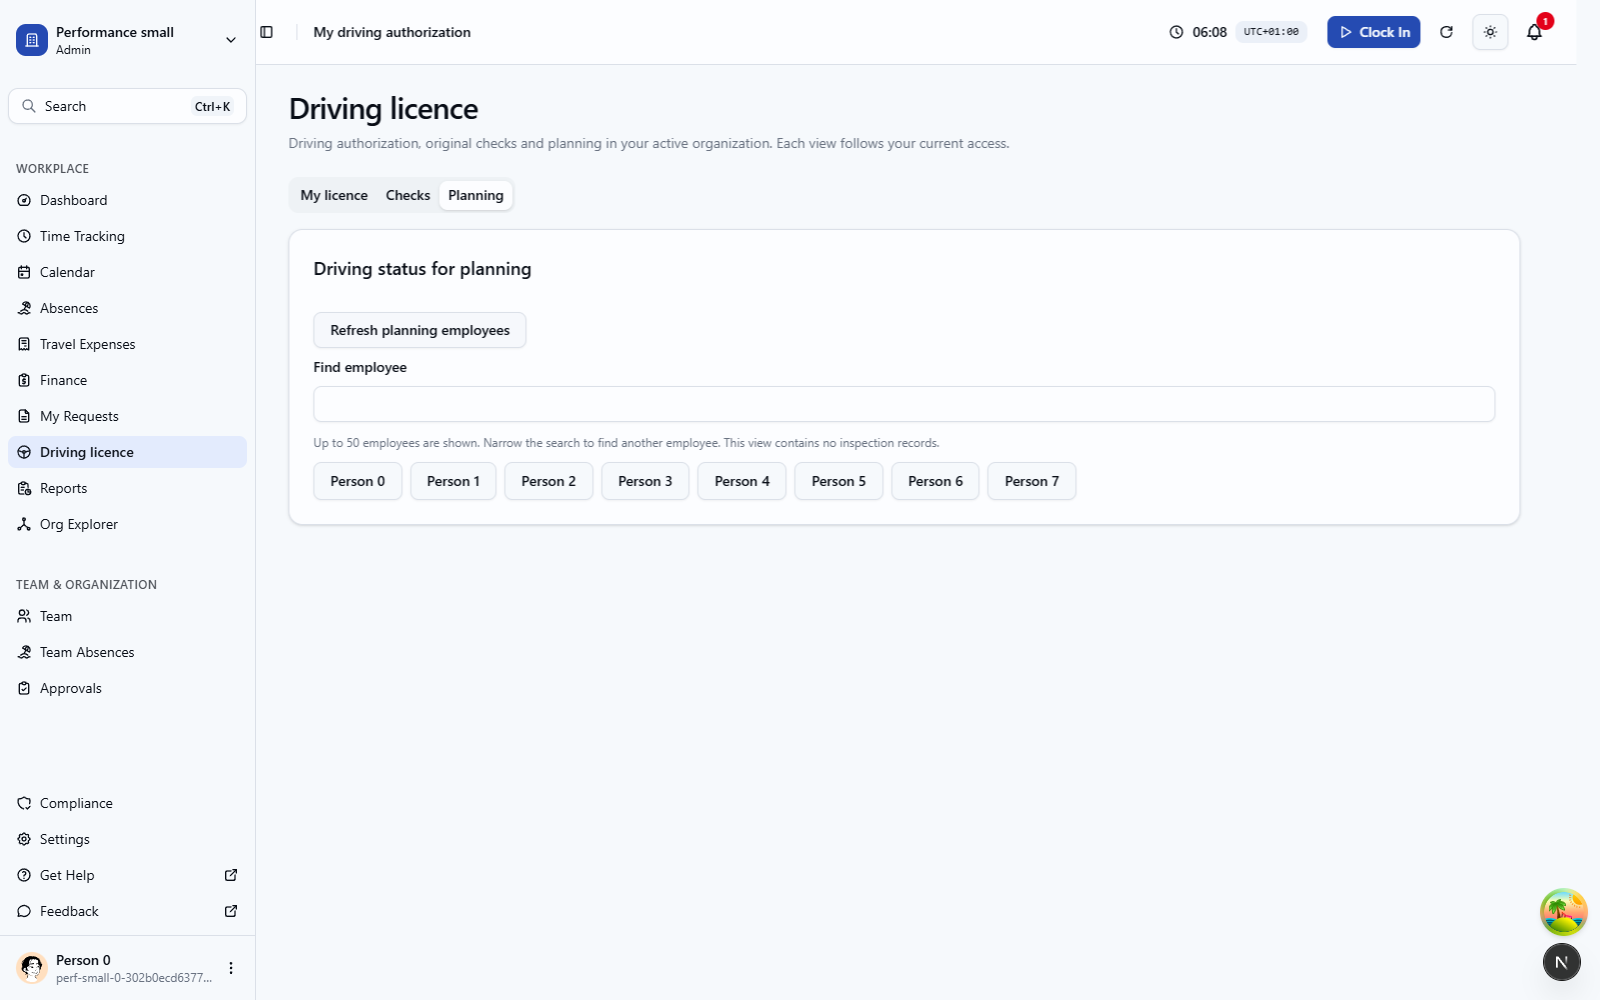 Performance small
Admin
Search
Ctrl+K
WORKPLACE
Dashboard
Time Tracking
Calendar
Absences
Travel Expenses
Finance
My Requests
Driving licence
Reports
Org Explorer
TEAM & ORGANIZATION
Team
Team Absences
Approvals
Compliance
Settings
Get Help
Feedback
Person 0
perf-small-0-302b0ecd6377...
My driving authorization
06:08
UTC+01:00
Clock In
1
Driving licence
Driving authorization, original checks and planning in your active organization. Each view follows your current access.
My licence
Checks
Planning
Driving status for planning
Refresh planning employees
Find employee
Up to 50 employees are shown. Narrow the search to find another employee. This view contains no inspection records.
Person 0
Person 1
Person 2
Person 3
Person 4
Person 5
Person 6
Person 7
N